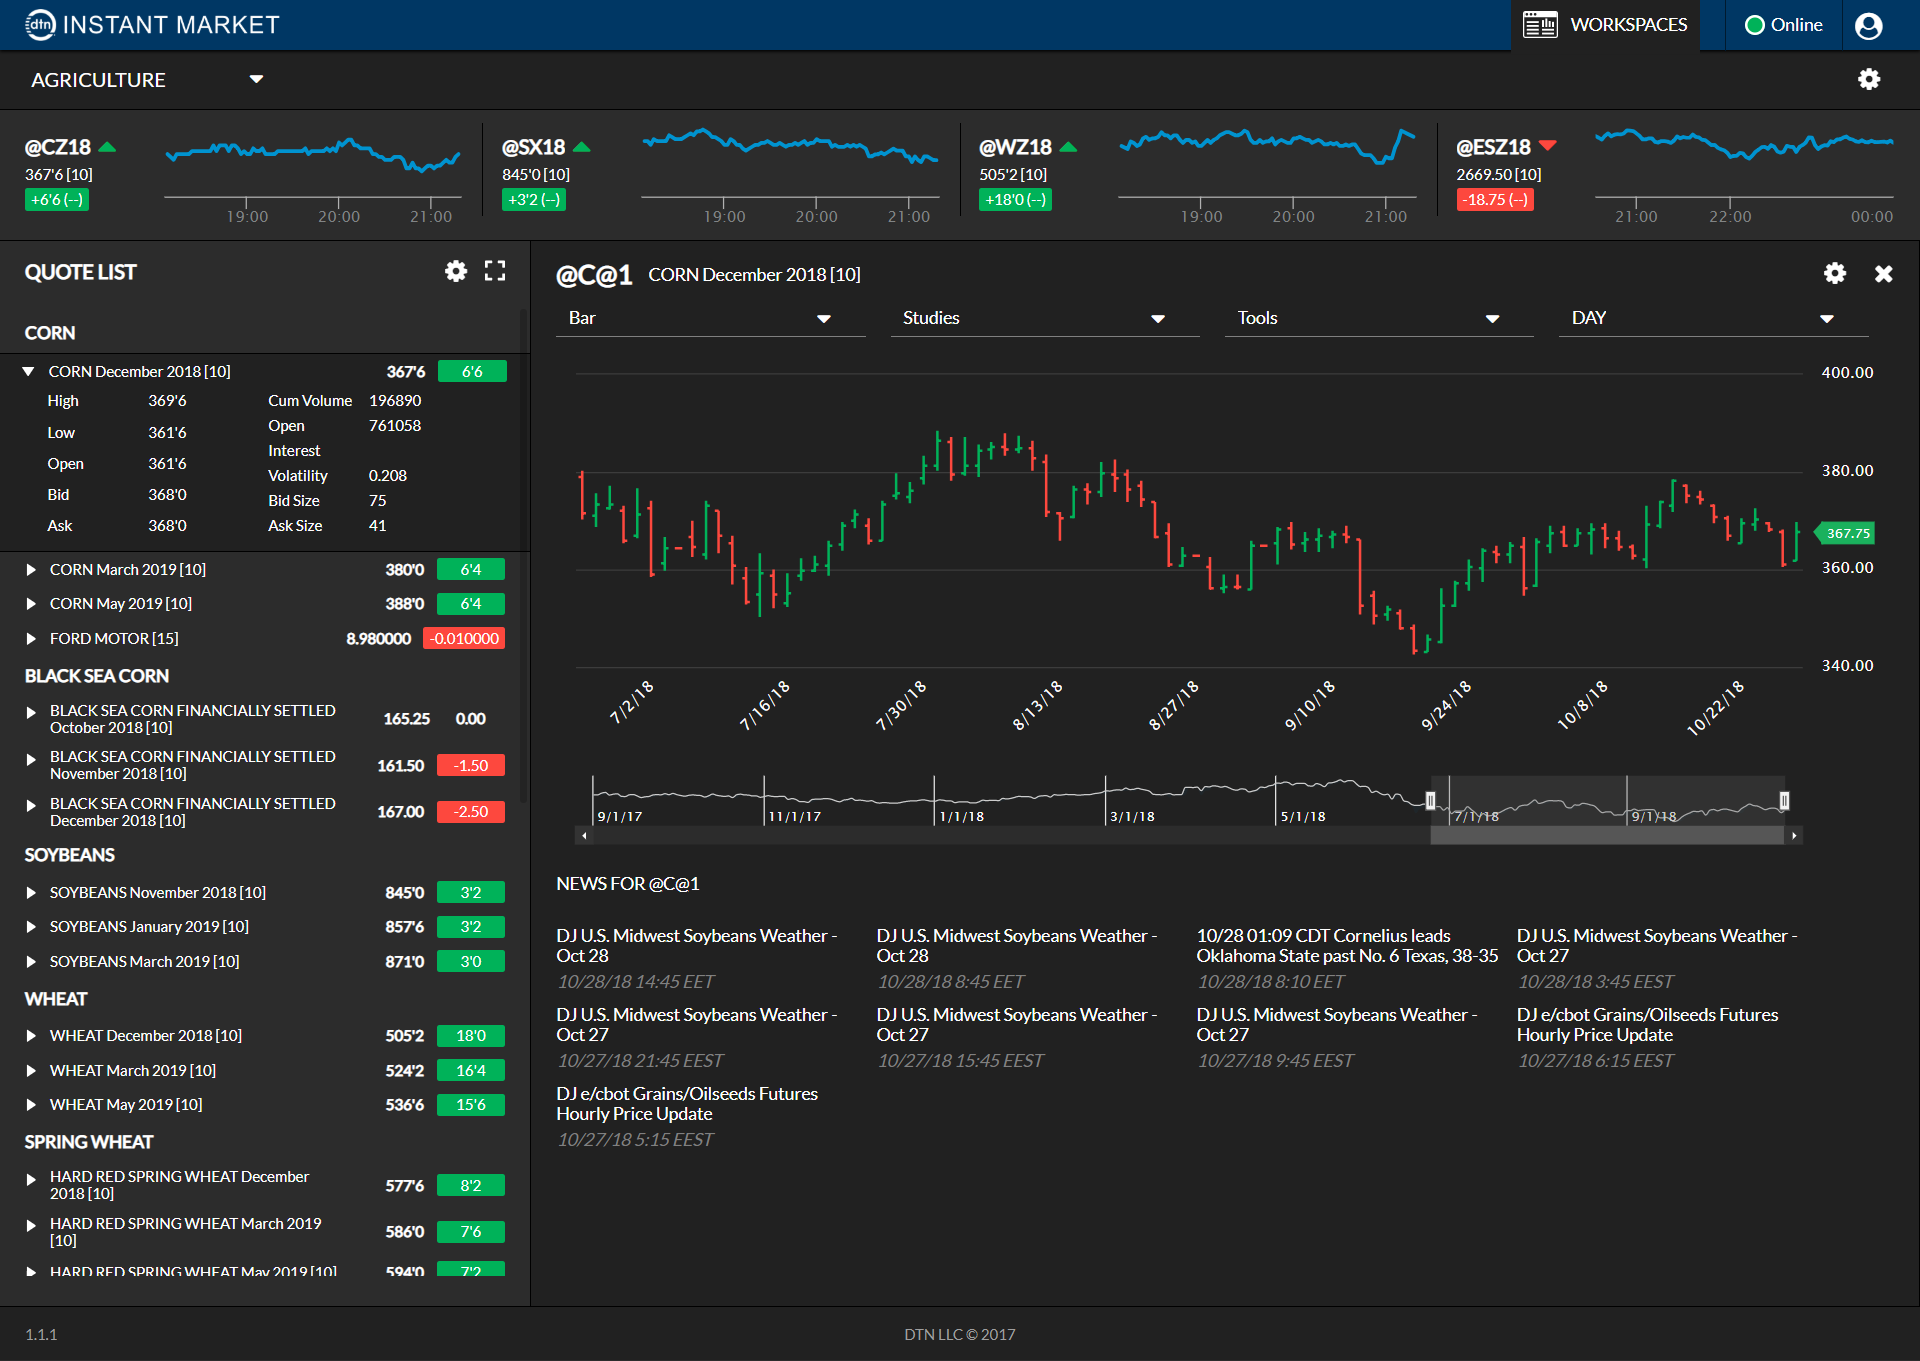 dtn INSTANT MARKET
WORKSPACES
Online
AGRICULTURE
@CZ18
367'6 [10]
+6'6 (--)
19:00 20:00 21:00
@SX18
845'0 [10]
+3'2 (--)
19:00 20:00 21:00
@WZ18
505'2 [10]
+18'0 (--)
19:00 20:00 21:00
@ESZ18
2669.50 [10]
-18.75 (--)
21:00 22:00 00:00
QUOTE LIST
CORN
CORN December 2018 [10] 367'6 6'6
High 369'6
Low 361'6
Open 361'6
Bid 368'0
Ask 368'0
Cum Volume 196890
Open 761058
Interest
Volatility 0.208
Bid Size 75
Ask Size 41
CORN March 2019 [10] 380'0 6'4
CORN May 2019 [10] 388'0 6'4
FORD MOTOR [15] 8.980000 -0.010000
BLACK SEA CORN
BLACK SEA CORN FINANCIALLY SETTLED
October 2018 [10] 165.25 0.00
BLACK SEA CORN FINANCIALLY SETTLED
November 2018 [10] 161.50 -1.50
BLACK SEA CORN FINANCIALLY SETTLED
December 2018 [10] 167.00 -2.50
SOYBEANS
SOYBEANS November 2018 [10] 845'0 3'2
SOYBEANS January 2019 [10] 857'6 3'2
SOYBEANS March 2019 [10] 871'0 3'0
WHEAT
WHEAT December 2018 [10] 505'2 18'0
WHEAT March 2019 [10] 524'2 16'4
WHEAT May 2019 [10] 536'6 15'6
SPRING WHEAT
HARD RED SPRING WHEAT December
2018 [10] 577'6 8'2
HARD RED SPRING WHEAT March 2019
[10] 586'0 7'6
HARD RED SPRING WHEAT May 2019 [10] 594'0 7'2
@C@1 CORN December 2018 [10]
Bar Studies Tools DAY
400.00
380.00
367.75
360.00
340.00
7/2/18 7/16/18 7/30/18 8/13/18 8/27/18 9/10/18 9/24/18 10/8/18 10/22/18
9/1/17 11/1/17 1/1/18 3/1/18 5/1/18 7/1/18 9/1/18
NEWS FOR @C@1
DJ U.S. Midwest Soybeans Weather -
Oct 28
10/28/18 14:45 EET
DJ U.S. Midwest Soybeans Weather -
Oct 28
10/28/18 8:45 EET
10/28 01:09 CDT Cornelius leads
Oklahoma State past No. 6 Texas, 38-35
10/28/18 8:10 EET
DJ U.S. Midwest Soybeans Weather -
Oct 27
10/28/18 3:45 EEST
DJ U.S. Midwest Soybeans Weather -
Oct 27
10/27/18 21:45 EEST
DJ U.S. Midwest Soybeans Weather -
Oct 27
10/27/18 15:45 EEST
DJ U.S. Midwest Soybeans Weather -
Oct 27
10/27/18 9:45 EEST
DJ e/cbot Grains/Oilseeds Futures
Hourly Price Update
10/27/18 6:15 EEST
DJ e/cbot Grains/Oilseeds Futures
Hourly Price Update
10/27/18 5:15 EEST
1.1.1
DTN LLC © 2017